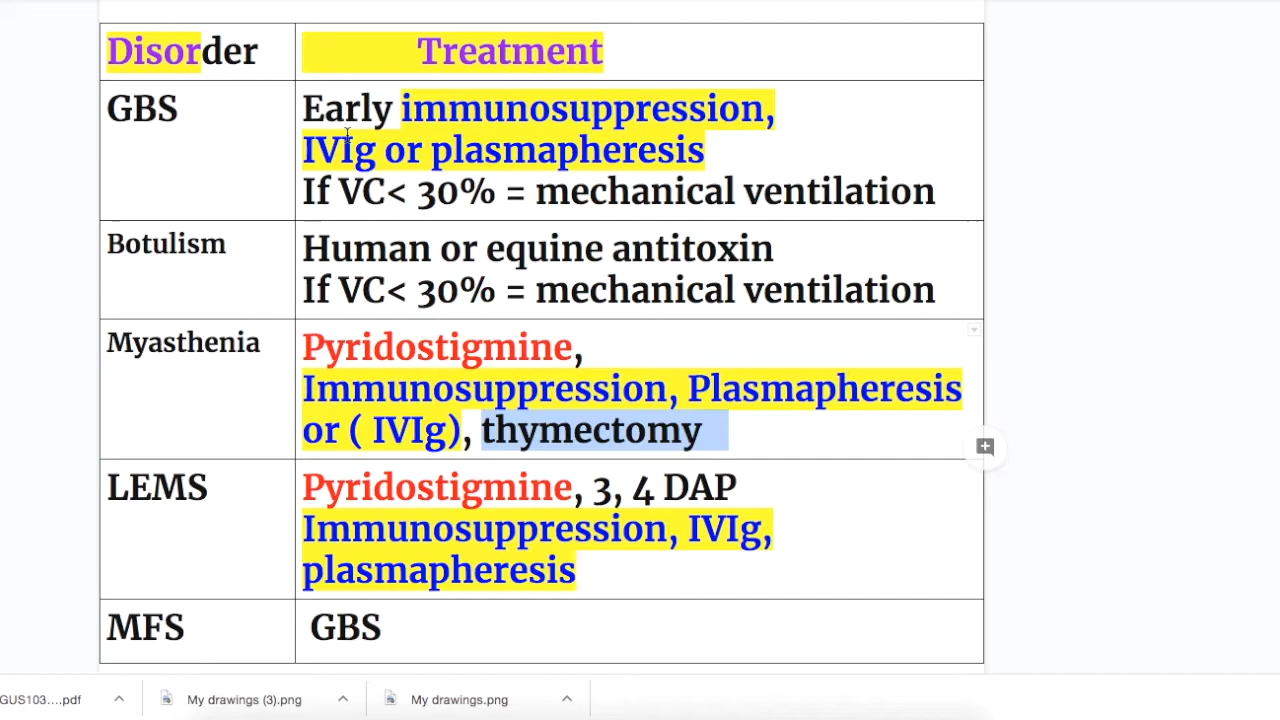 Disorder
Treatment
GBS
Early immunosuppression,
IVIg or plasmapheresis
If VC< 30% = mechanical ventilation
Botulism
Human or equine antitoxin
If VC< 30% = mechanical ventilation
Myasthenia
Pyridostigmine,
Immunosuppression, Plasmapheresis
or ( IVIg), thymectomy
LEMS
Pyridostigmine, 3, 4 DAP
Immunosuppression, IVIg,
plasmapheresis
MFS
GBS
GUS103....pdf
My drawings (3).png
My drawings.png